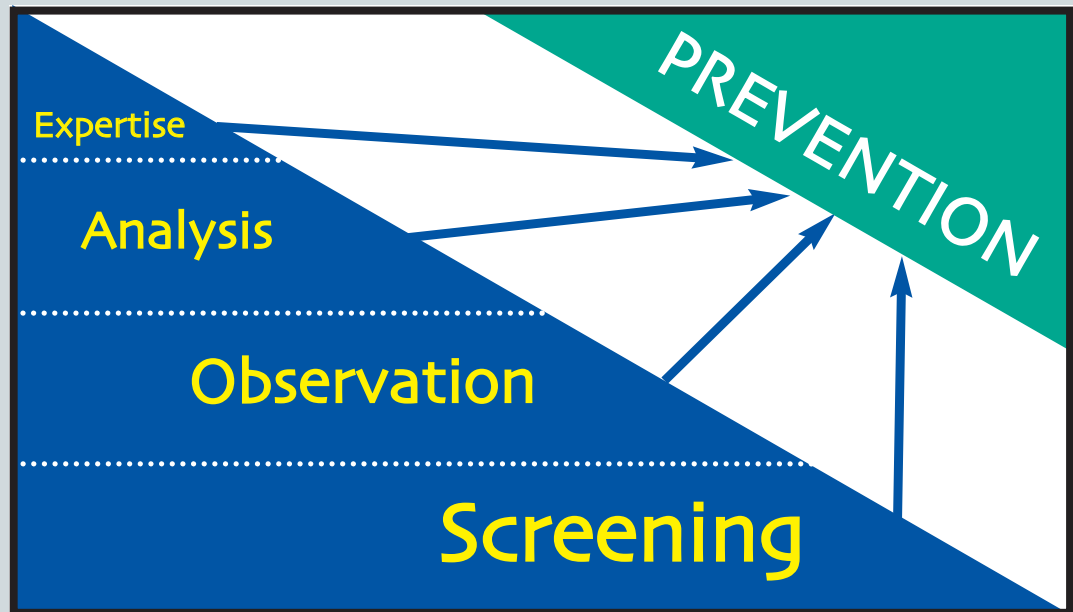 PREVENTION
Expertise
Analysis
Observation
Screening